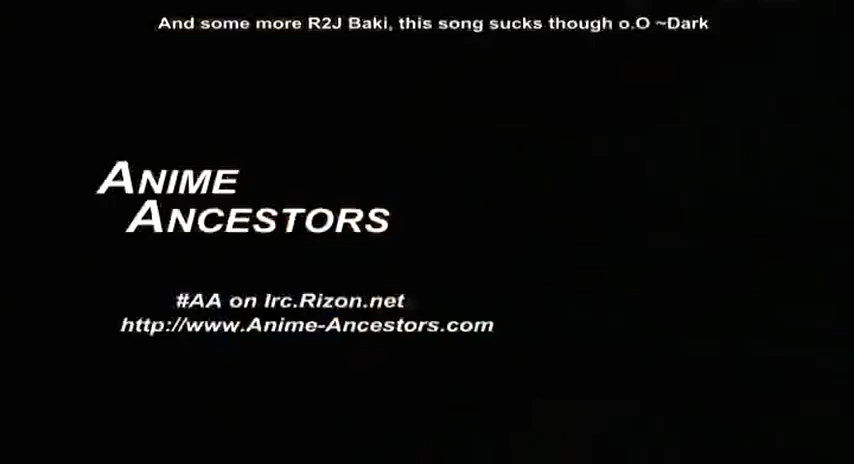 And some more R2J Baki, this song sucks though o.O ~Dark
ANIME
ANCESTORS
#AA on Irc.Rizon.net
http://www.Anime-Ancestors.com